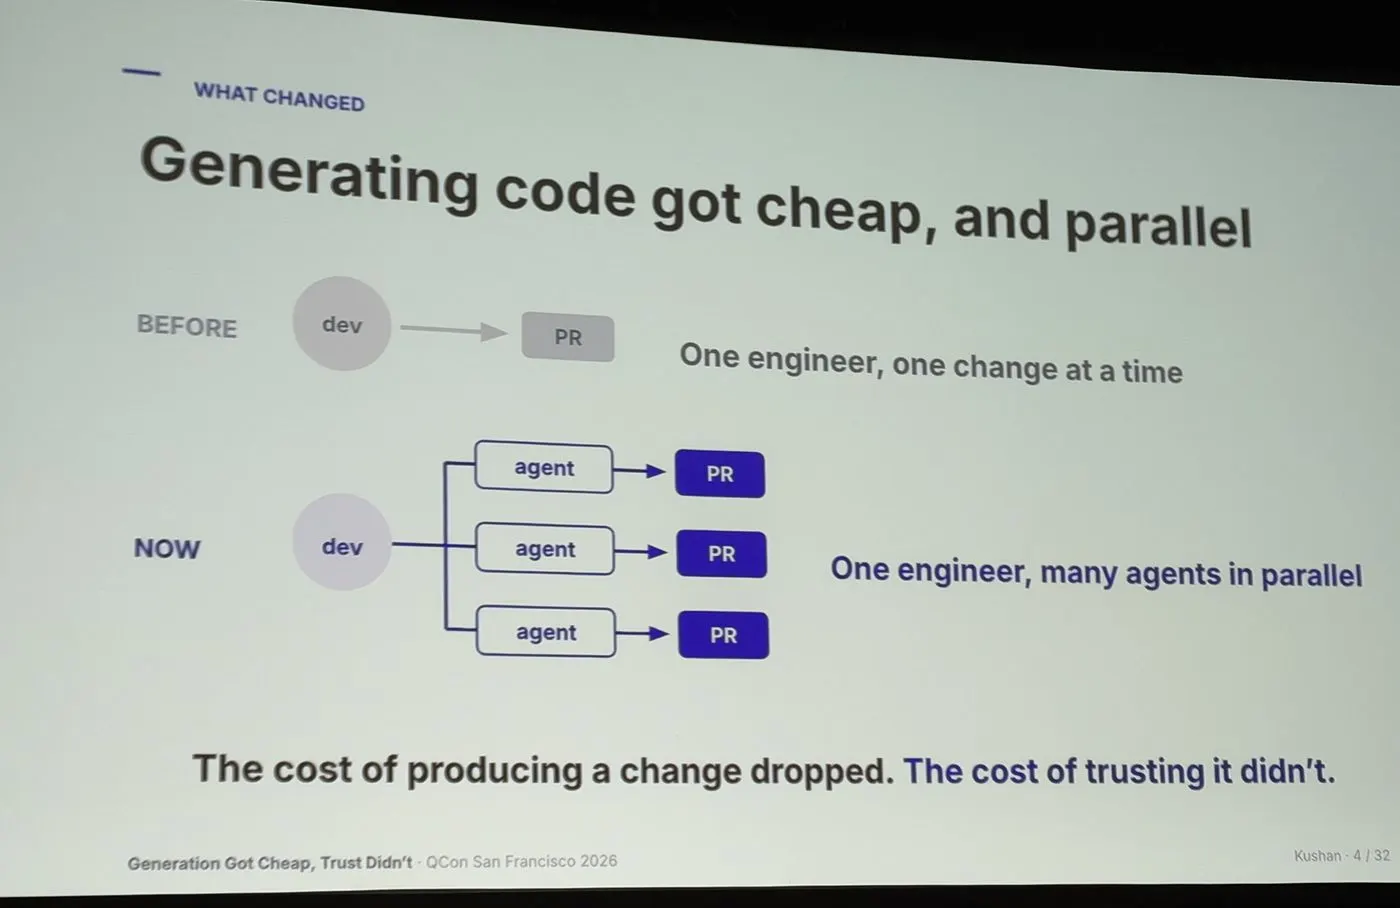 WHAT CHANGED
Generating code got cheap, and parallel
BEFORE
dev
PR
One engineer, one change at a time
NOW
dev
agent
PR
agent
PR
agent
PR
One engineer, many agents in parallel
The cost of producing a change dropped. The cost of trusting it didn't.
Generation Got Cheap, Trust Didn't · QCon San Francisco 2026
Kushan · 4 / 32